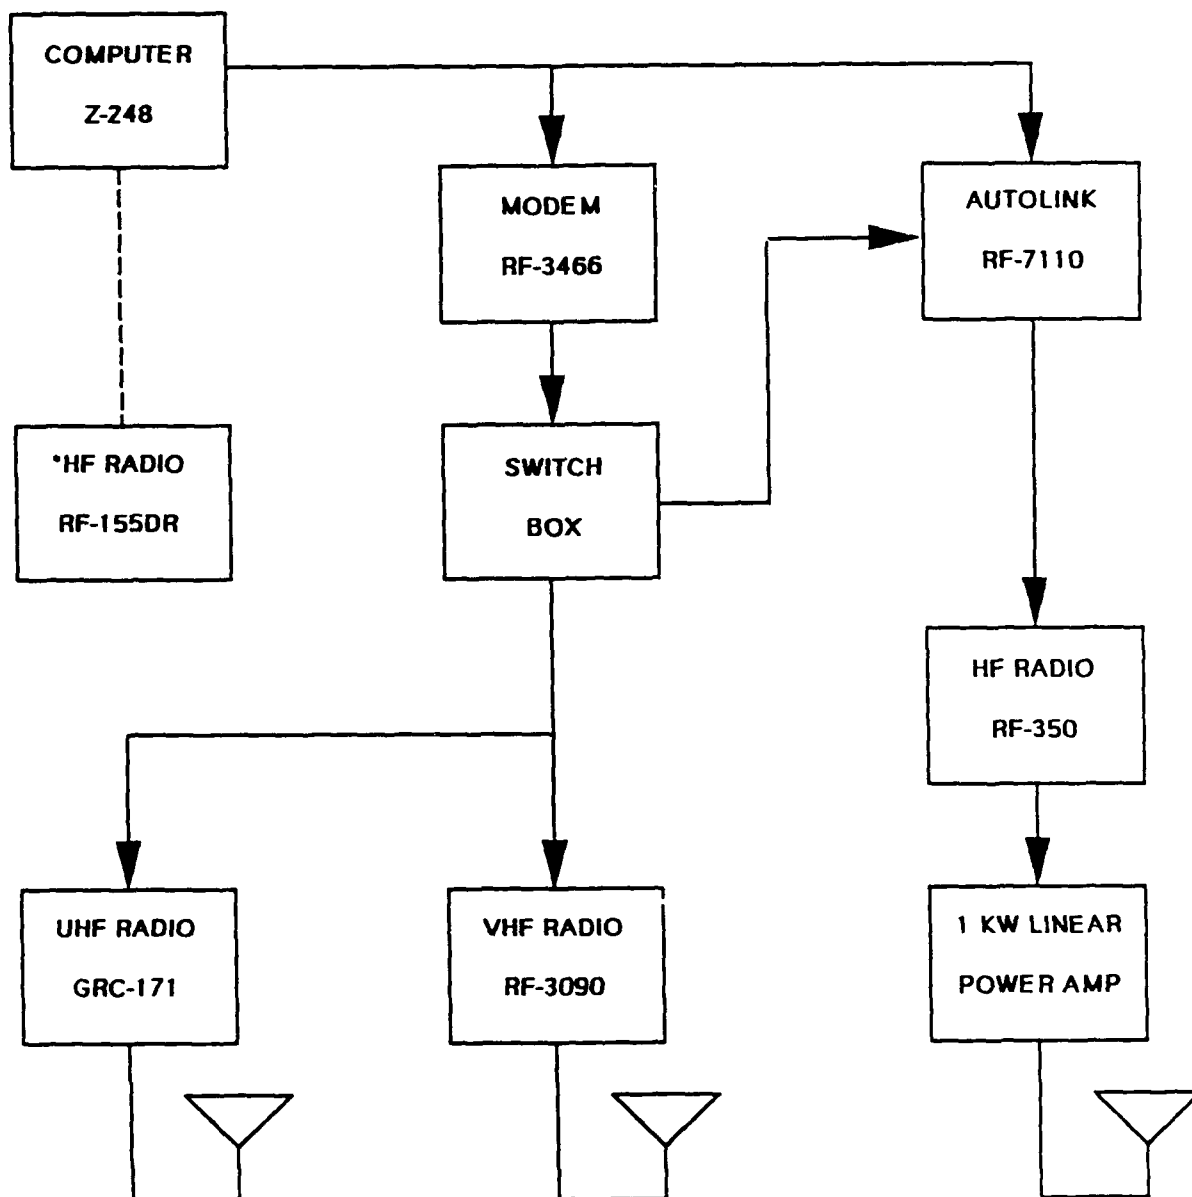 COMPUTER
Z-248
MODEM
RF-3466
AUTOLINK
RF-7110
*HF RADIO
RF-155DR
SWITCH
BOX
HF RADIO
RF-350
UHF RADIO
GRC-171
VHF RADIO
RF-3090
1 KW LINEAR
POWER AMP